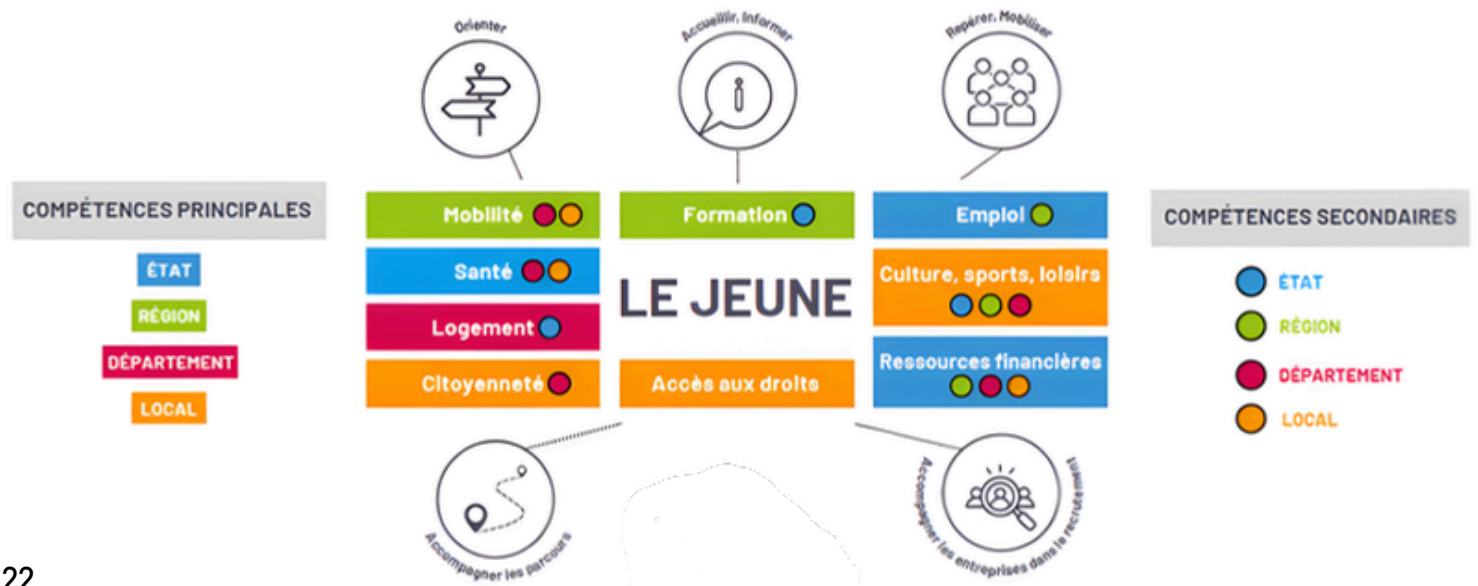 Orienter
Accueillir, Informer
Repérer, Mobiliser
COMPÉTENCES PRINCIPALES
ÉTAT
RÉGION
DÉPARTEMENT
LOCAL
Mobilité
Santé
Logement
Citoyenneté
Formation
LE JEUNE
Accès aux droits
Emploi
Culture, sports, loisirs
Ressources financières
COMPÉTENCES SECONDAIRES
ÉTAT
RÉGION
DÉPARTEMENT
LOCAL
Accompagner les parcours
Accompagner les entreprises dans le recrutement
22